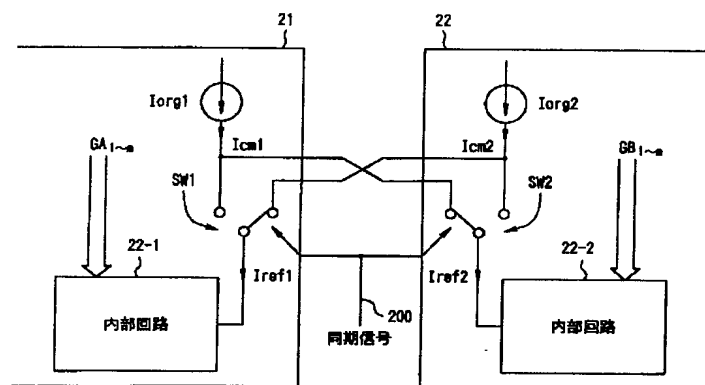 21
22
Iorg1
Iorg2
Icm1
Icm2
GA1~m
GB1~m
SW1
SW2
22-1
22-2
Iref1
Iref2
200
内部回路
同期信号
内部回路